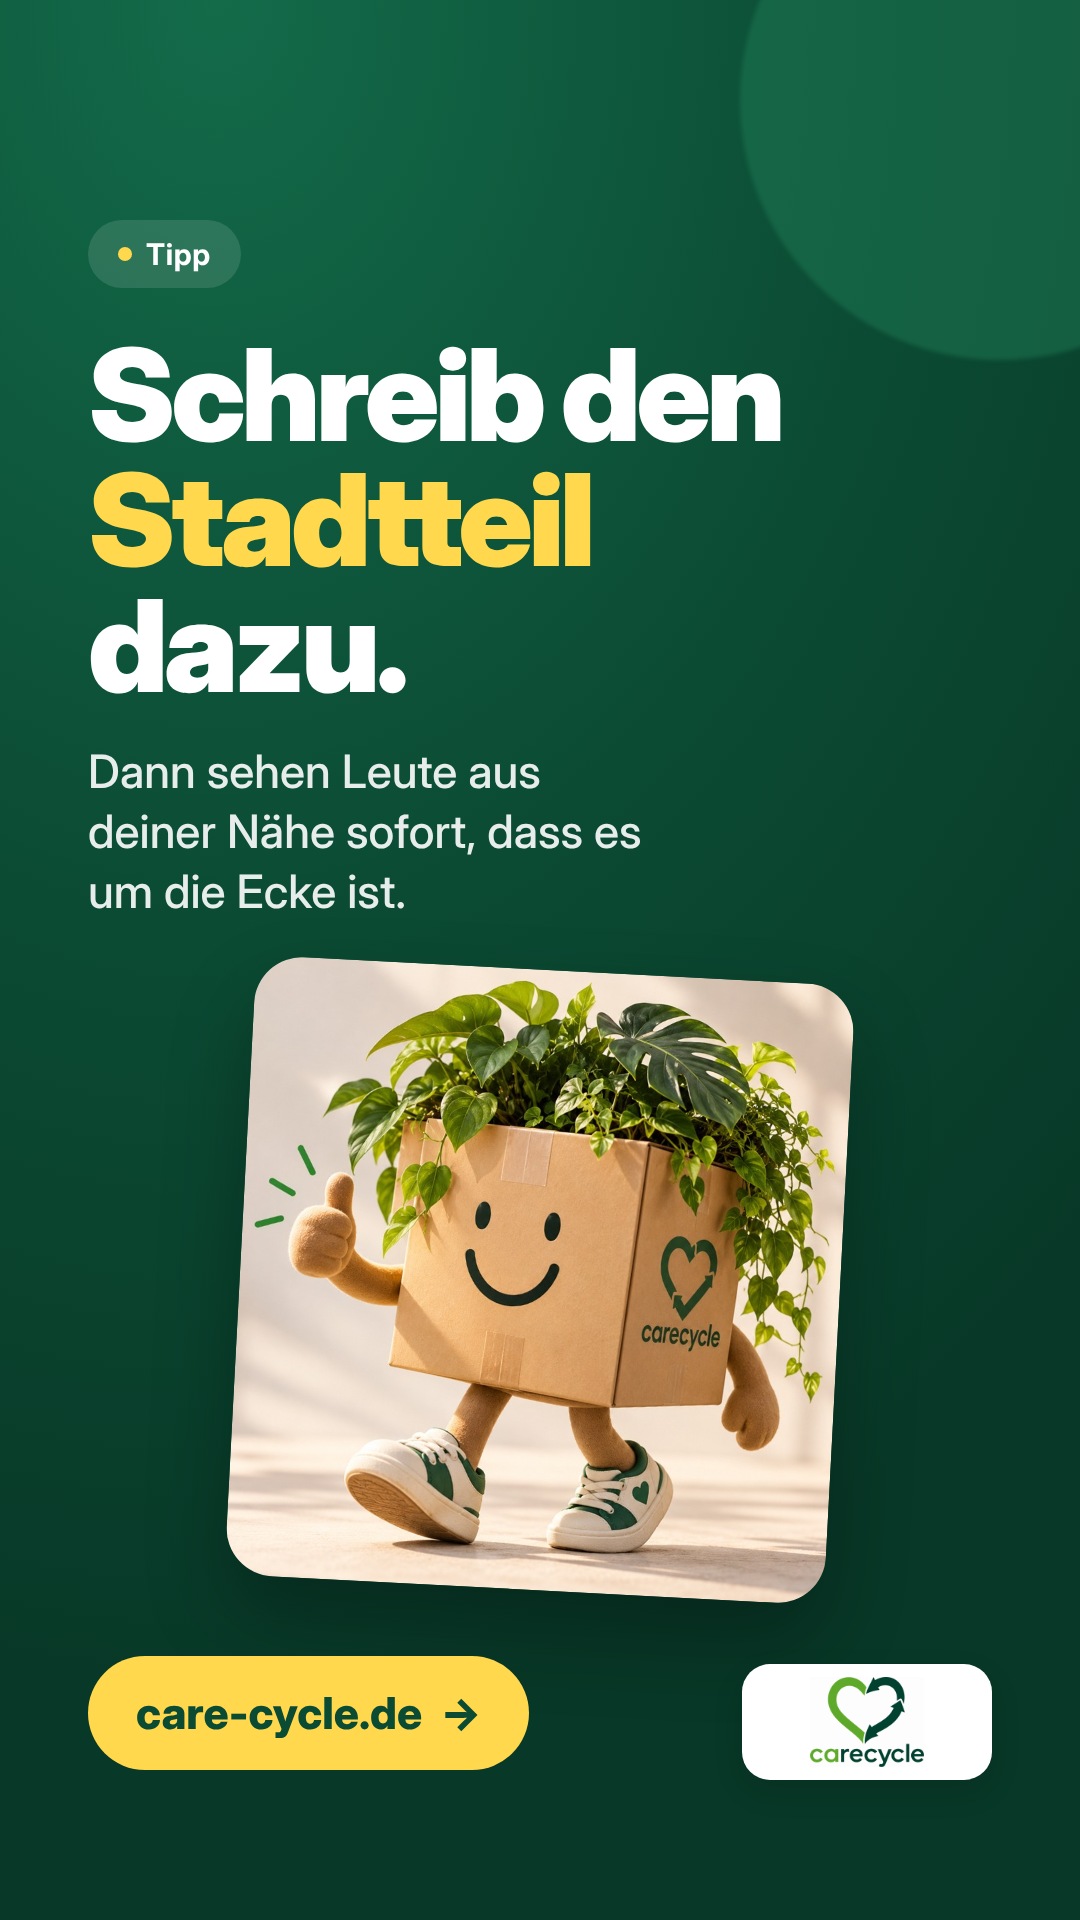 Tipp
Schreib den
Stadtteil
dazu.
Dann sehen Leute aus
deiner Nähe sofort, dass es
um die Ecke ist.
carecycle
care-cycle.de →
carecycle